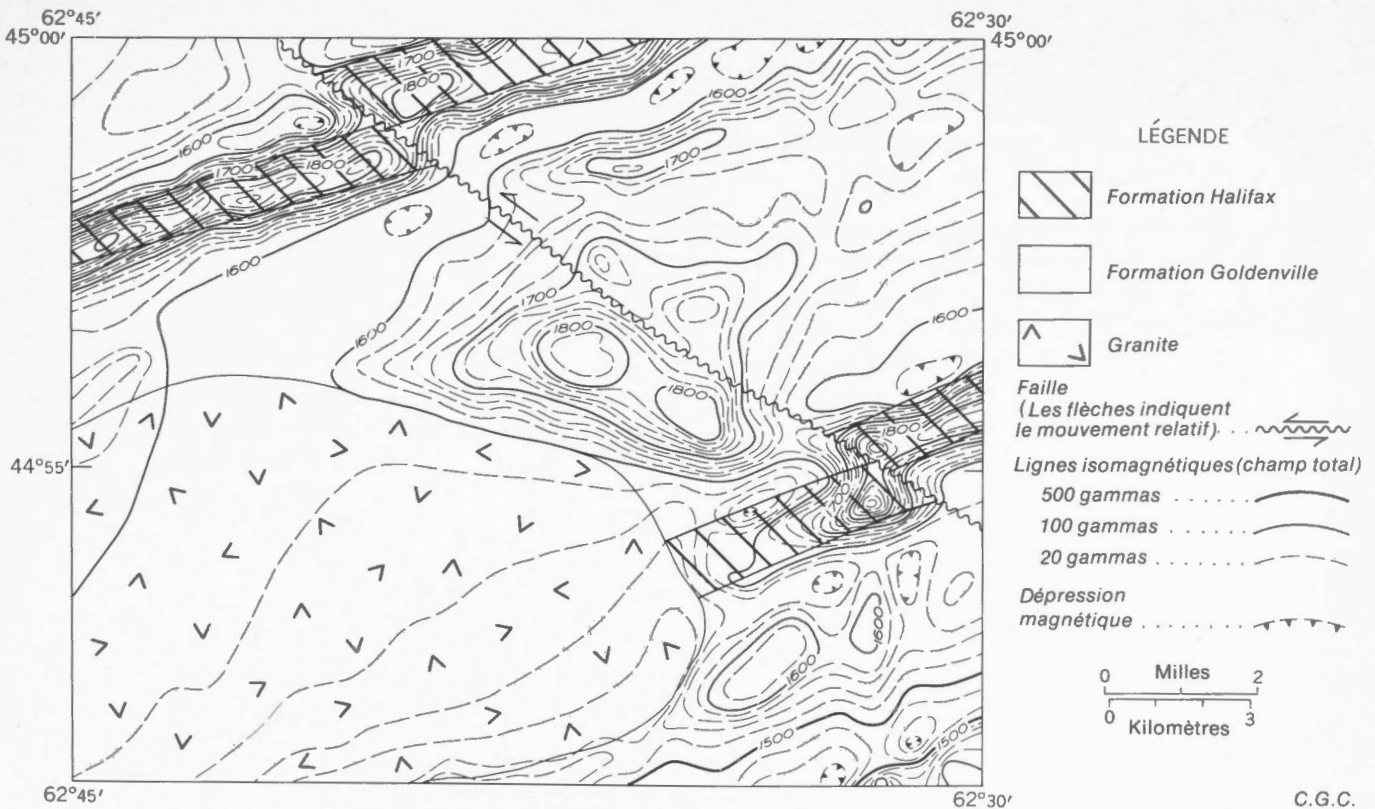 62°45′
62°30′
45°00′
45°00′
1700
1800
1600
1600
1700
1800
1700
1600
1700
1600
1800
1600
1800
1800
44°55′
1600
1600
1500
1500
62°45′
62°30′
LÉGENDE
Formation Halifax
Formation Goldenville
Granite
Faille
(Les flèches indiquent
le mouvement relatif) . . .
Lignes isomagnétiques (champ total)
500 gammas . . . . . .
100 gammas . . . . . .
20 gammas . . . . . .
Dépression
magnétique . . . . . .
Milles
0 2
0 3
Kilomètres
C.G.C.